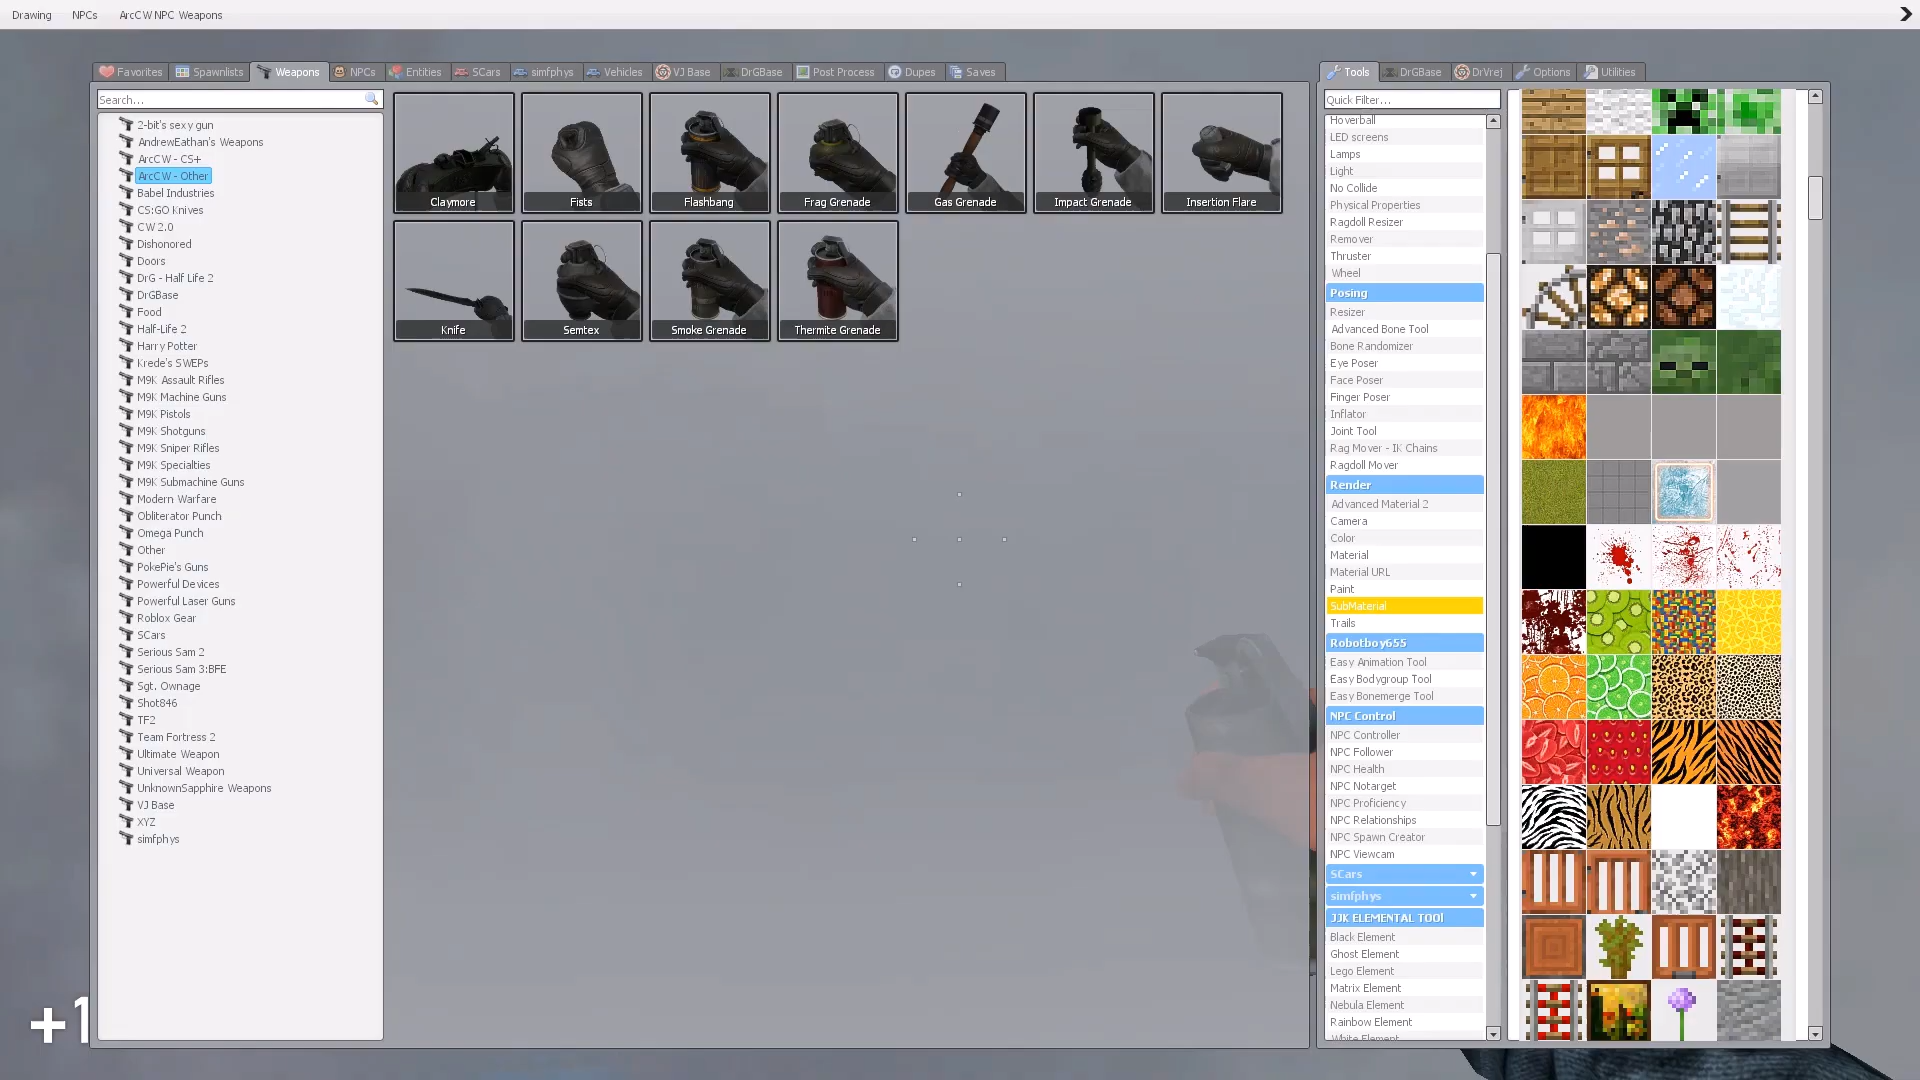 Drawing NPCs ArcCW NPC Weapons
Favorites Spawnlists Weapons NPCs Entities SCars simfphys Vehicles VJ Base DrGBase Post Process Dupes Saves
Search...
2-bit's sexy gun
AndrewEathan's Weapons
ArcCW - CS+
ArcCW - Other
Babel Industries
CS:GO Knives
CW 2.0
Dishonored
Doors
DrG - Half Life 2
DrGBase
Food
Half-Life 2
Harry Potter
Krede's SWEPs
M9K Assault Rifles
M9K Machine Guns
M9K Pistols
M9K Shotguns
M9K Sniper Rifles
M9K Specialties
M9K Submachine Guns
Modern Warfare
Obliterator Punch
Omega Punch
Other
PokePie's Guns
Powerful Devices
Powerful Laser Guns
Roblox Gear
SCars
Serious Sam 2
Serious Sam 3:BFE
Sgt. Ownage
Shot846
TF2
Team Fortress 2
Ultimate Weapon
Universal Weapon
UnknownSapphire Weapons
VJ Base
XYZ
simfphys
Claymore Fists Flashbang Frag Grenade Gas Grenade Impact Grenade Insertion Flare
Knife Semtex Smoke Grenade Thermite Grenade
Tools DrGBase DrVrej Options Utilities
Quick Filter...
Hoverball
LED screens
Lamps
Light
No Collide
Physical Properties
Ragdoll Resizer
Remover
Thruster
Wheel
Posing
Resizer
Advanced Bone Tool
Bone Randomizer
Eye Poser
Face Poser
Finger Poser
Inflator
Joint Tool
Rag Mover - IK Chains
Ragdoll Mover
Render
Advanced Material 2
Camera
Color
Material
Material URL
Paint
SubMaterial
Trails
Robotboy655
Easy Animation Tool
Easy Bodygroup Tool
Easy Bonemerge Tool
NPC Control
NPC Controller
NPC Follower
NPC Health
NPC Notarget
NPC Proficiency
NPC Relationships
NPC Spawn Creator
NPC Viewcam
SCars
simfphys
JJK ELEMENTAL TOOl
Black Element
Ghost Element
Lego Element
Matrix Element
Nebula Element
Rainbow Element
White Element
+1